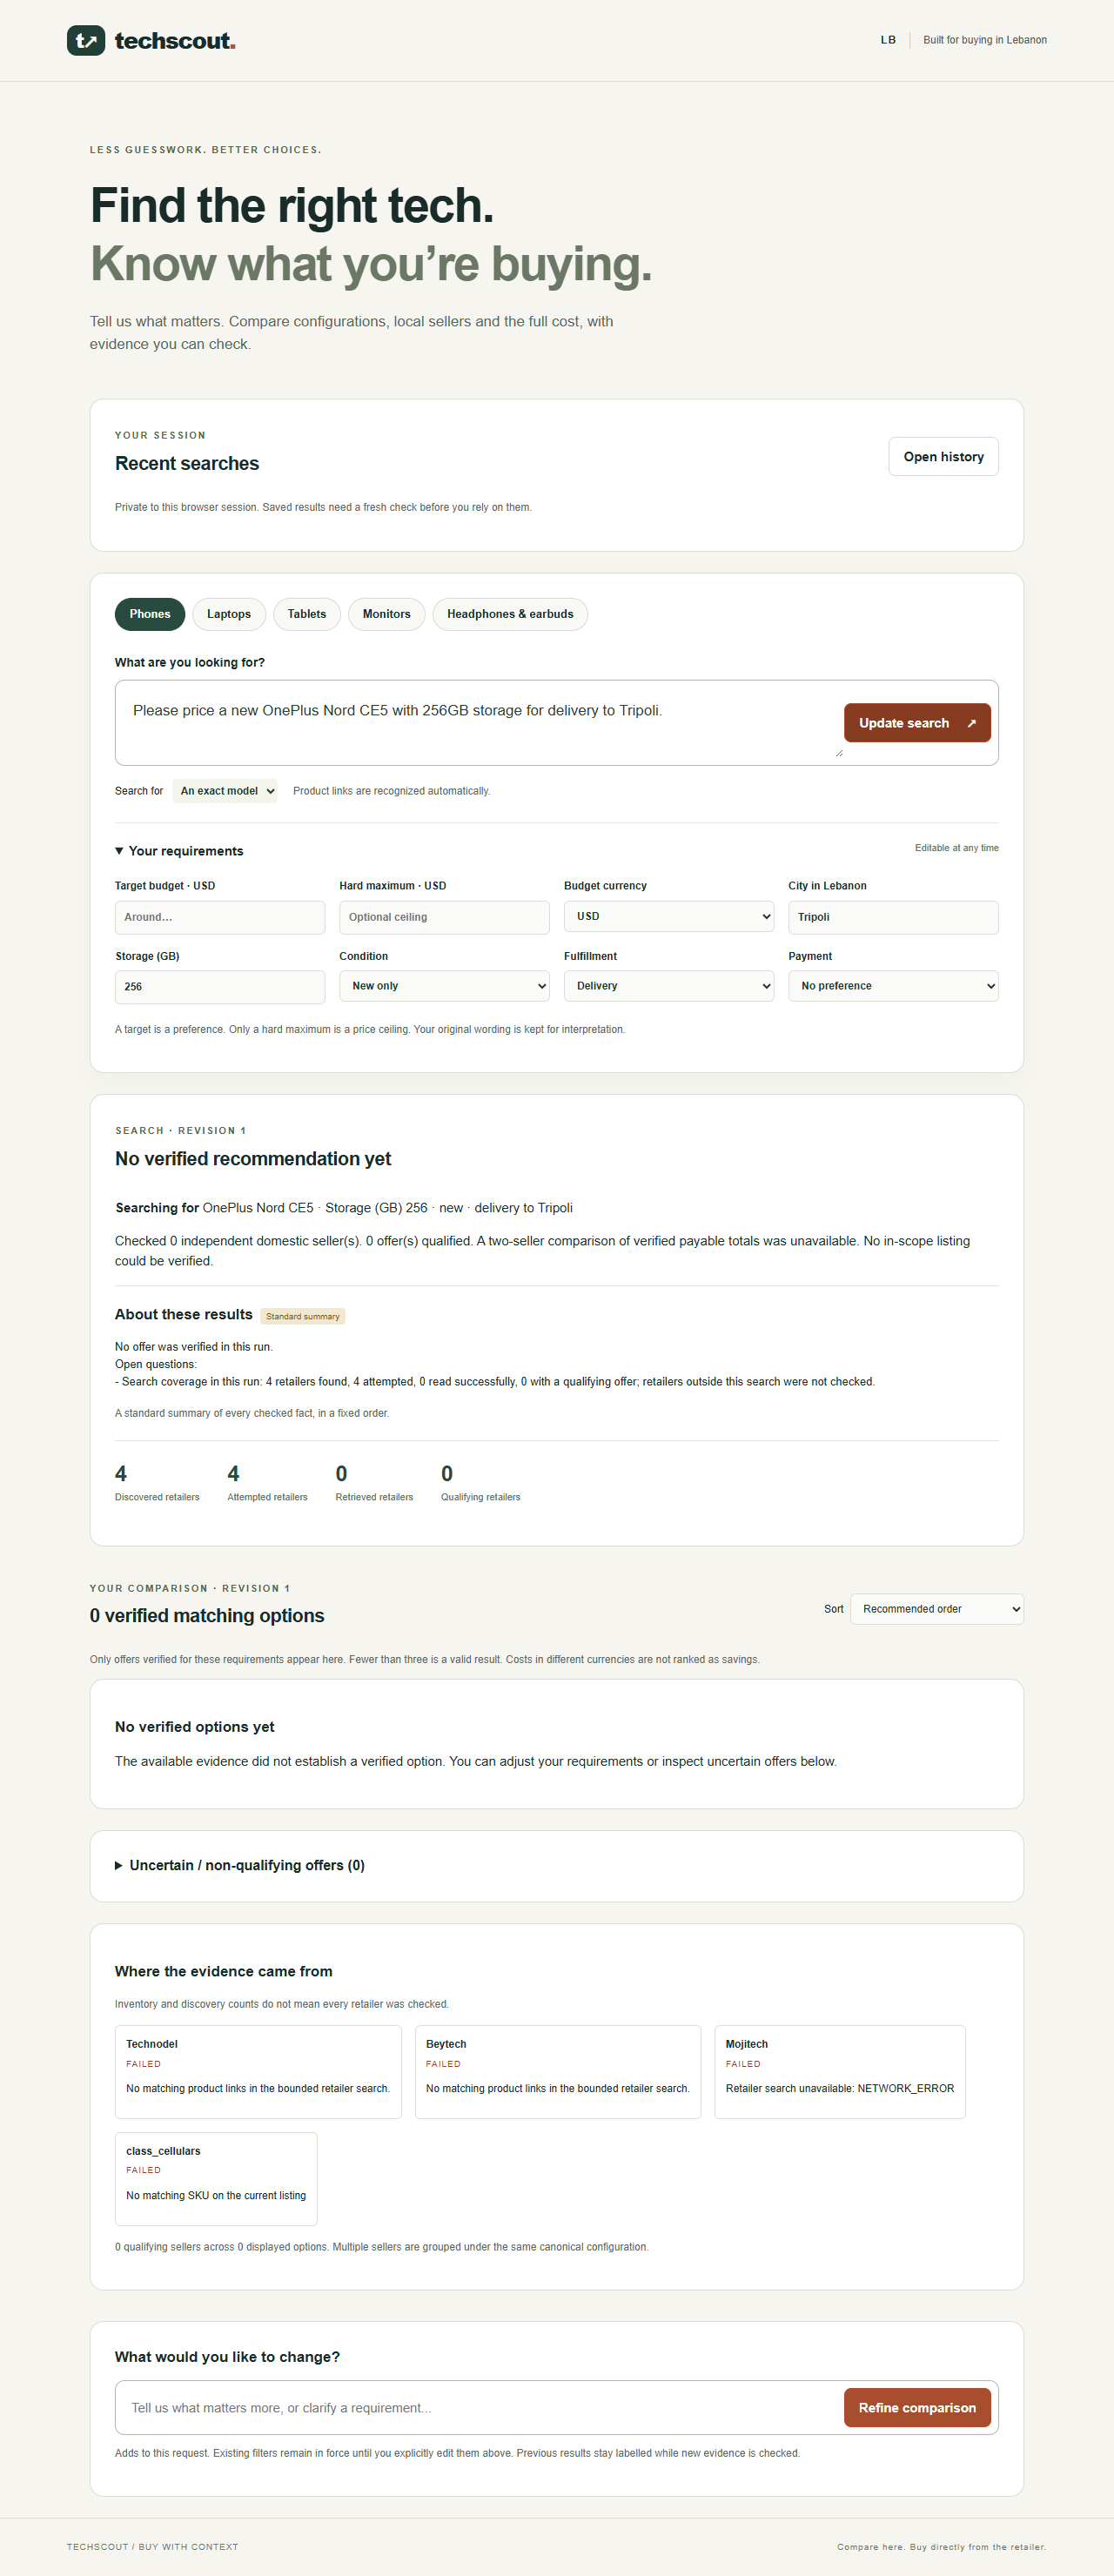 t↗ techscout.
LB Built for buying in Lebanon
LESS GUESSWORK. BETTER CHOICES.
Find the right tech.
Know what you’re buying.
Tell us what matters. Compare configurations, local sellers and the full cost, with
evidence you can check.
YOUR SESSION
Recent searches
Open history
Private to this browser session. Saved results need a fresh check before you rely on them.
Phones Laptops Tablets Monitors Headphones & earbuds
What are you looking for?
Please price a new OnePlus Nord CE5 with 256GB storage for delivery to Tripoli.
Update search ↗
Search for An exact model Product links are recognized automatically.
▼ Your requirements
Editable at any time
Target budget · USD Hard maximum · USD Budget currency City in Lebanon
Around... Optional ceiling USD Tripoli
Storage (GB) Condition Fulfillment Payment
256 New only Delivery No preference
A target is a preference. Only a hard maximum is a price ceiling. Your original wording is kept for interpretation.
SEARCH · REVISION 1
No verified recommendation yet
Searching for OnePlus Nord CE5 · Storage (GB) 256 · new · delivery to Tripoli
Checked 0 independent domestic seller(s). 0 offer(s) qualified. A two-seller comparison of verified payable totals was unavailable. No in-scope listing
could be verified.
About these results Standard summary
No offer was verified in this run.
Open questions:
- Search coverage in this run: 4 retailers found, 4 attempted, 0 read successfully, 0 with a qualifying offer; retailers outside this search were not checked.
A standard summary of every checked fact, in a fixed order.
4 4 0 0
Discovered retailers Attempted retailers Retrieved retailers Qualifying retailers
YOUR COMPARISON · REVISION 1
0 verified matching options
Sort Recommended order
Only offers verified for these requirements appear here. Fewer than three is a valid result. Costs in different currencies are not ranked as savings.
No verified options yet
The available evidence did not establish a verified option. You can adjust your requirements or inspect uncertain offers below.
▶ Uncertain / non-qualifying offers (0)
Where the evidence came from
Inventory and discovery counts do not mean every retailer was checked.
Technodel
FAILED
No matching product links in the bounded retailer search.
Beytech
FAILED
No matching product links in the bounded retailer search.
Mojitech
FAILED
Retailer search unavailable: NETWORK_ERROR
class_cellulars
FAILED
No matching SKU on the current listing
0 qualifying sellers across 0 displayed options. Multiple sellers are grouped under the same canonical configuration.
What would you like to change?
Tell us what matters more, or clarify a requirement...
Refine comparison
Adds to this request. Existing filters remain in force until you explicitly edit them above. Previous results stay labelled while new evidence is checked.
TECHSCOUT / BUY WITH CONTEXT
Compare here. Buy directly from the retailer.